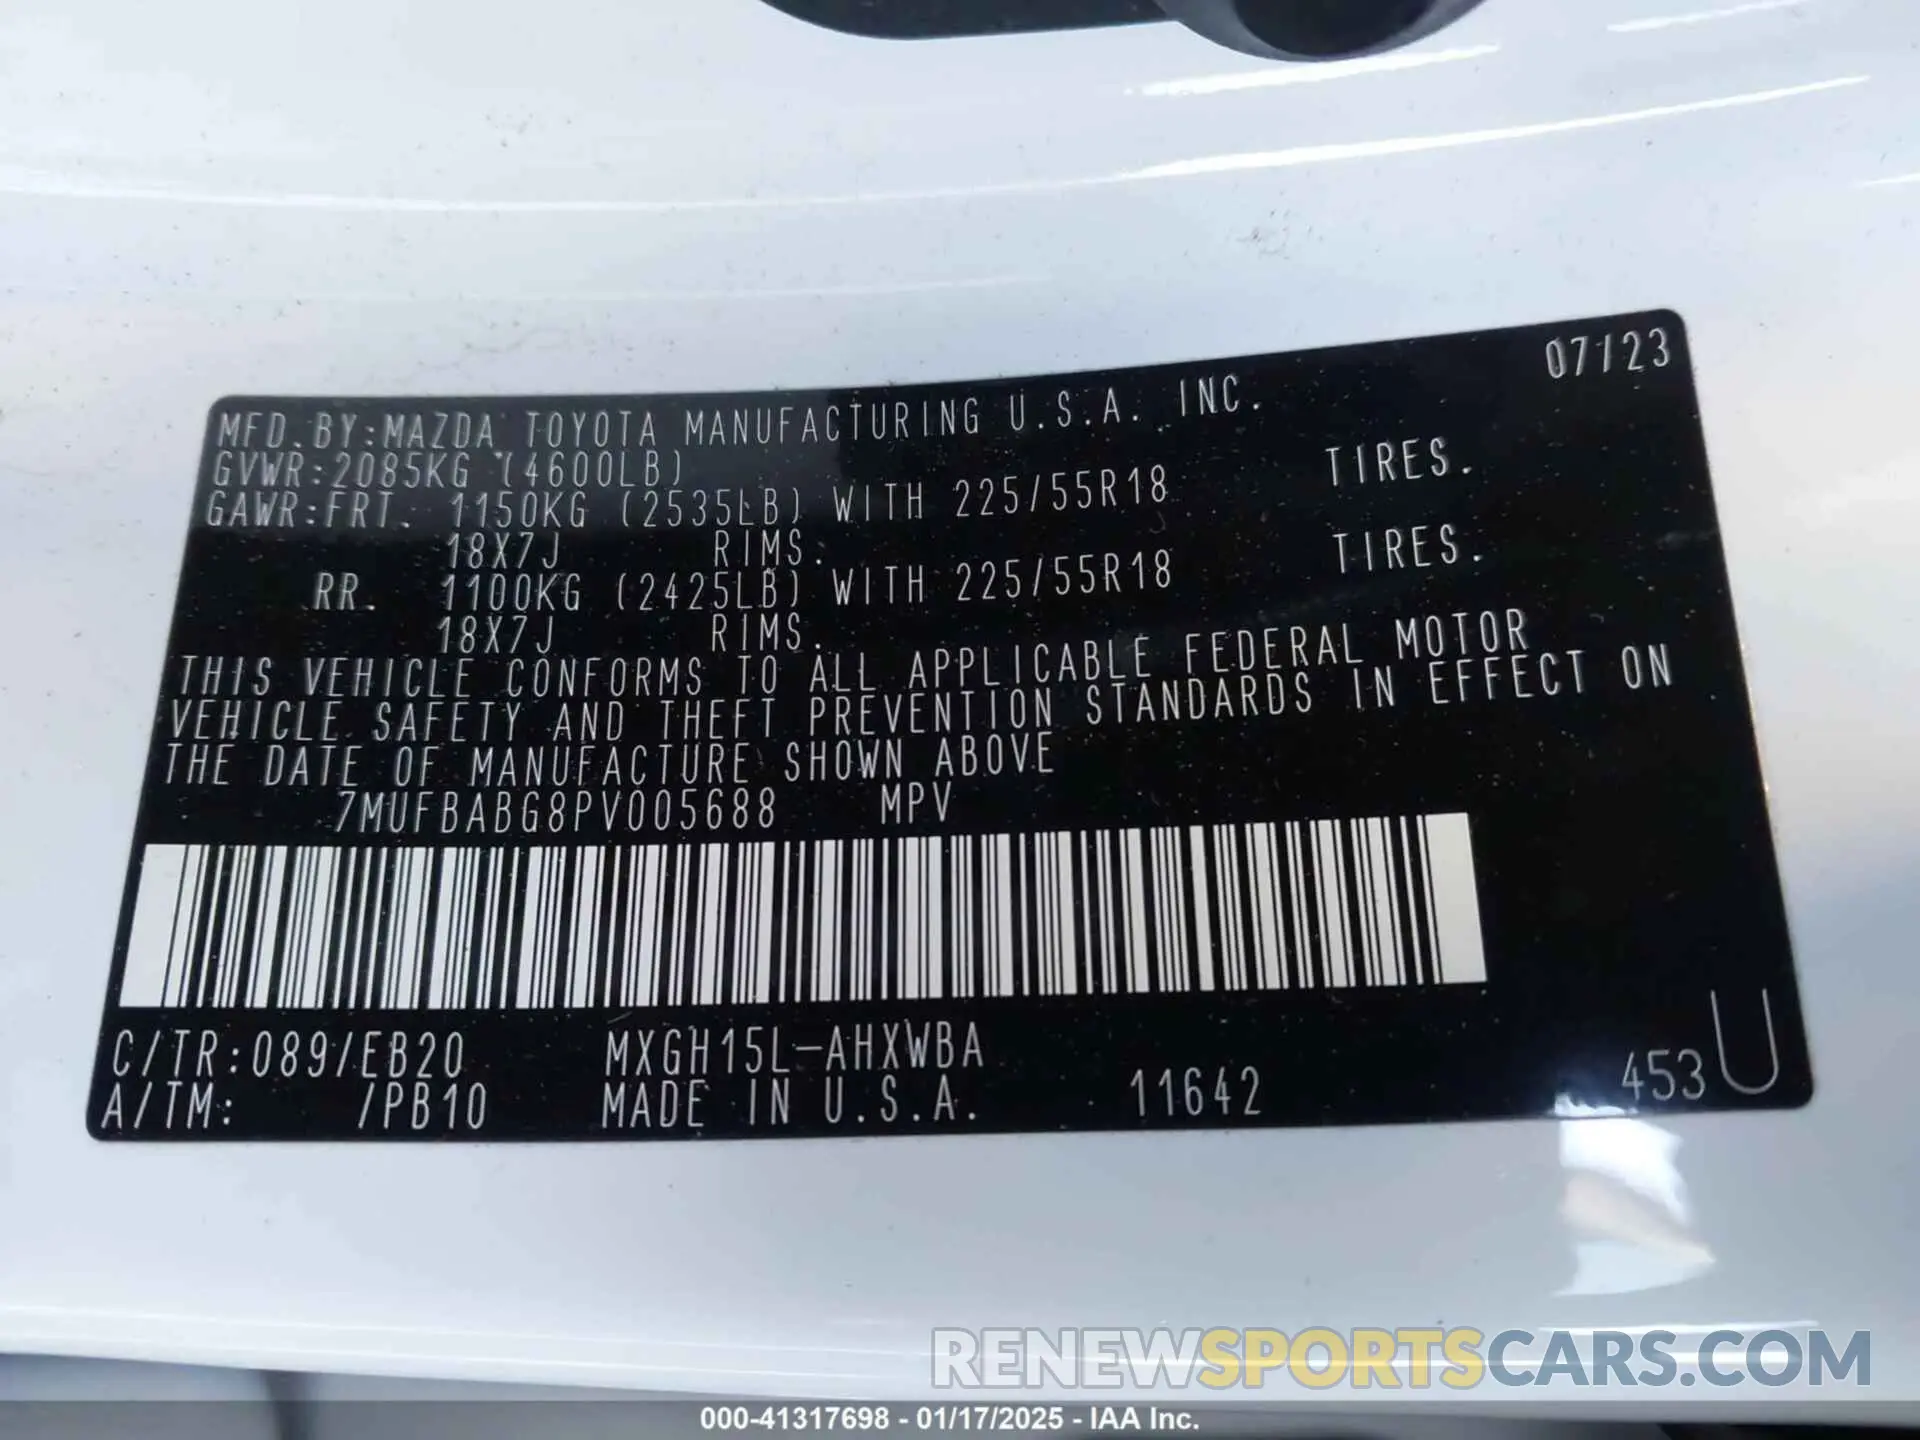 07/23
MFD.BY:MAZDA TOYOTA MANUFACTURING U.S.A. INC.
GVWR:2085KG (4600LB)
GAWR:FRT. 1150KG (2535LB) WITH 225/55R18 TIRES.
18X7J RIMS.
RR. 1100KG (2425LB) WITH 225/55R18 TIRES.
18X7J RIMS.
THIS VEHICLE CONFORMS TO ALL APPLICABLE FEDERAL MOTOR
VEHICLE SAFETY AND THEFT PREVENTION STANDARDS IN EFFECT ON
THE DATE OF MANUFACTURE SHOWN ABOVE
7MUFBABG8PV005688 MPV
C/TR:089/EB20 MXGH15L-AHXWBA
A/TM: /PB10 MADE IN U.S.A. 11642 453U
RENEWSPORTSCARS.COM
000-41317698 - 01/17/2025 - IAA Inc.